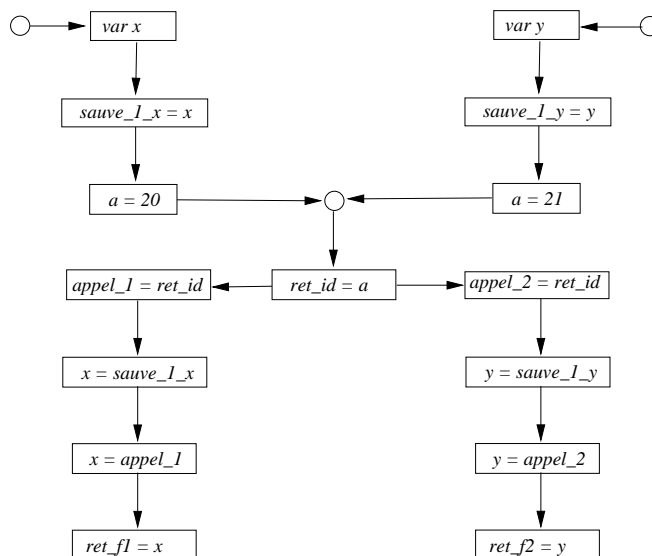 var x
var y
sauve_1_x = x
sauve_1_y = y
a = 20
a = 21
appel_1 = ret_id
ret_id = a
appel_2 = ret_id
x = sauve_1_x
y = sauve_1_y
x = appel_1
y = appel_2
ret_f1 = x
ret_f2 = y